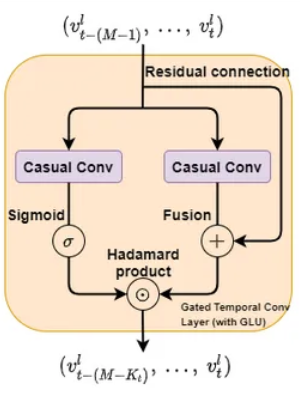 (v^l_{t-(M-1)}, ..., v^l_t)
Residual connection
Casual Conv
Casual Conv
Sigmoid
Fusion
σ
+
Hadamard
product
⊙
Gated Temporal Conv
Layer (with GLU)
(v^l_{t-(M-K_t)}, ..., v^l_t)